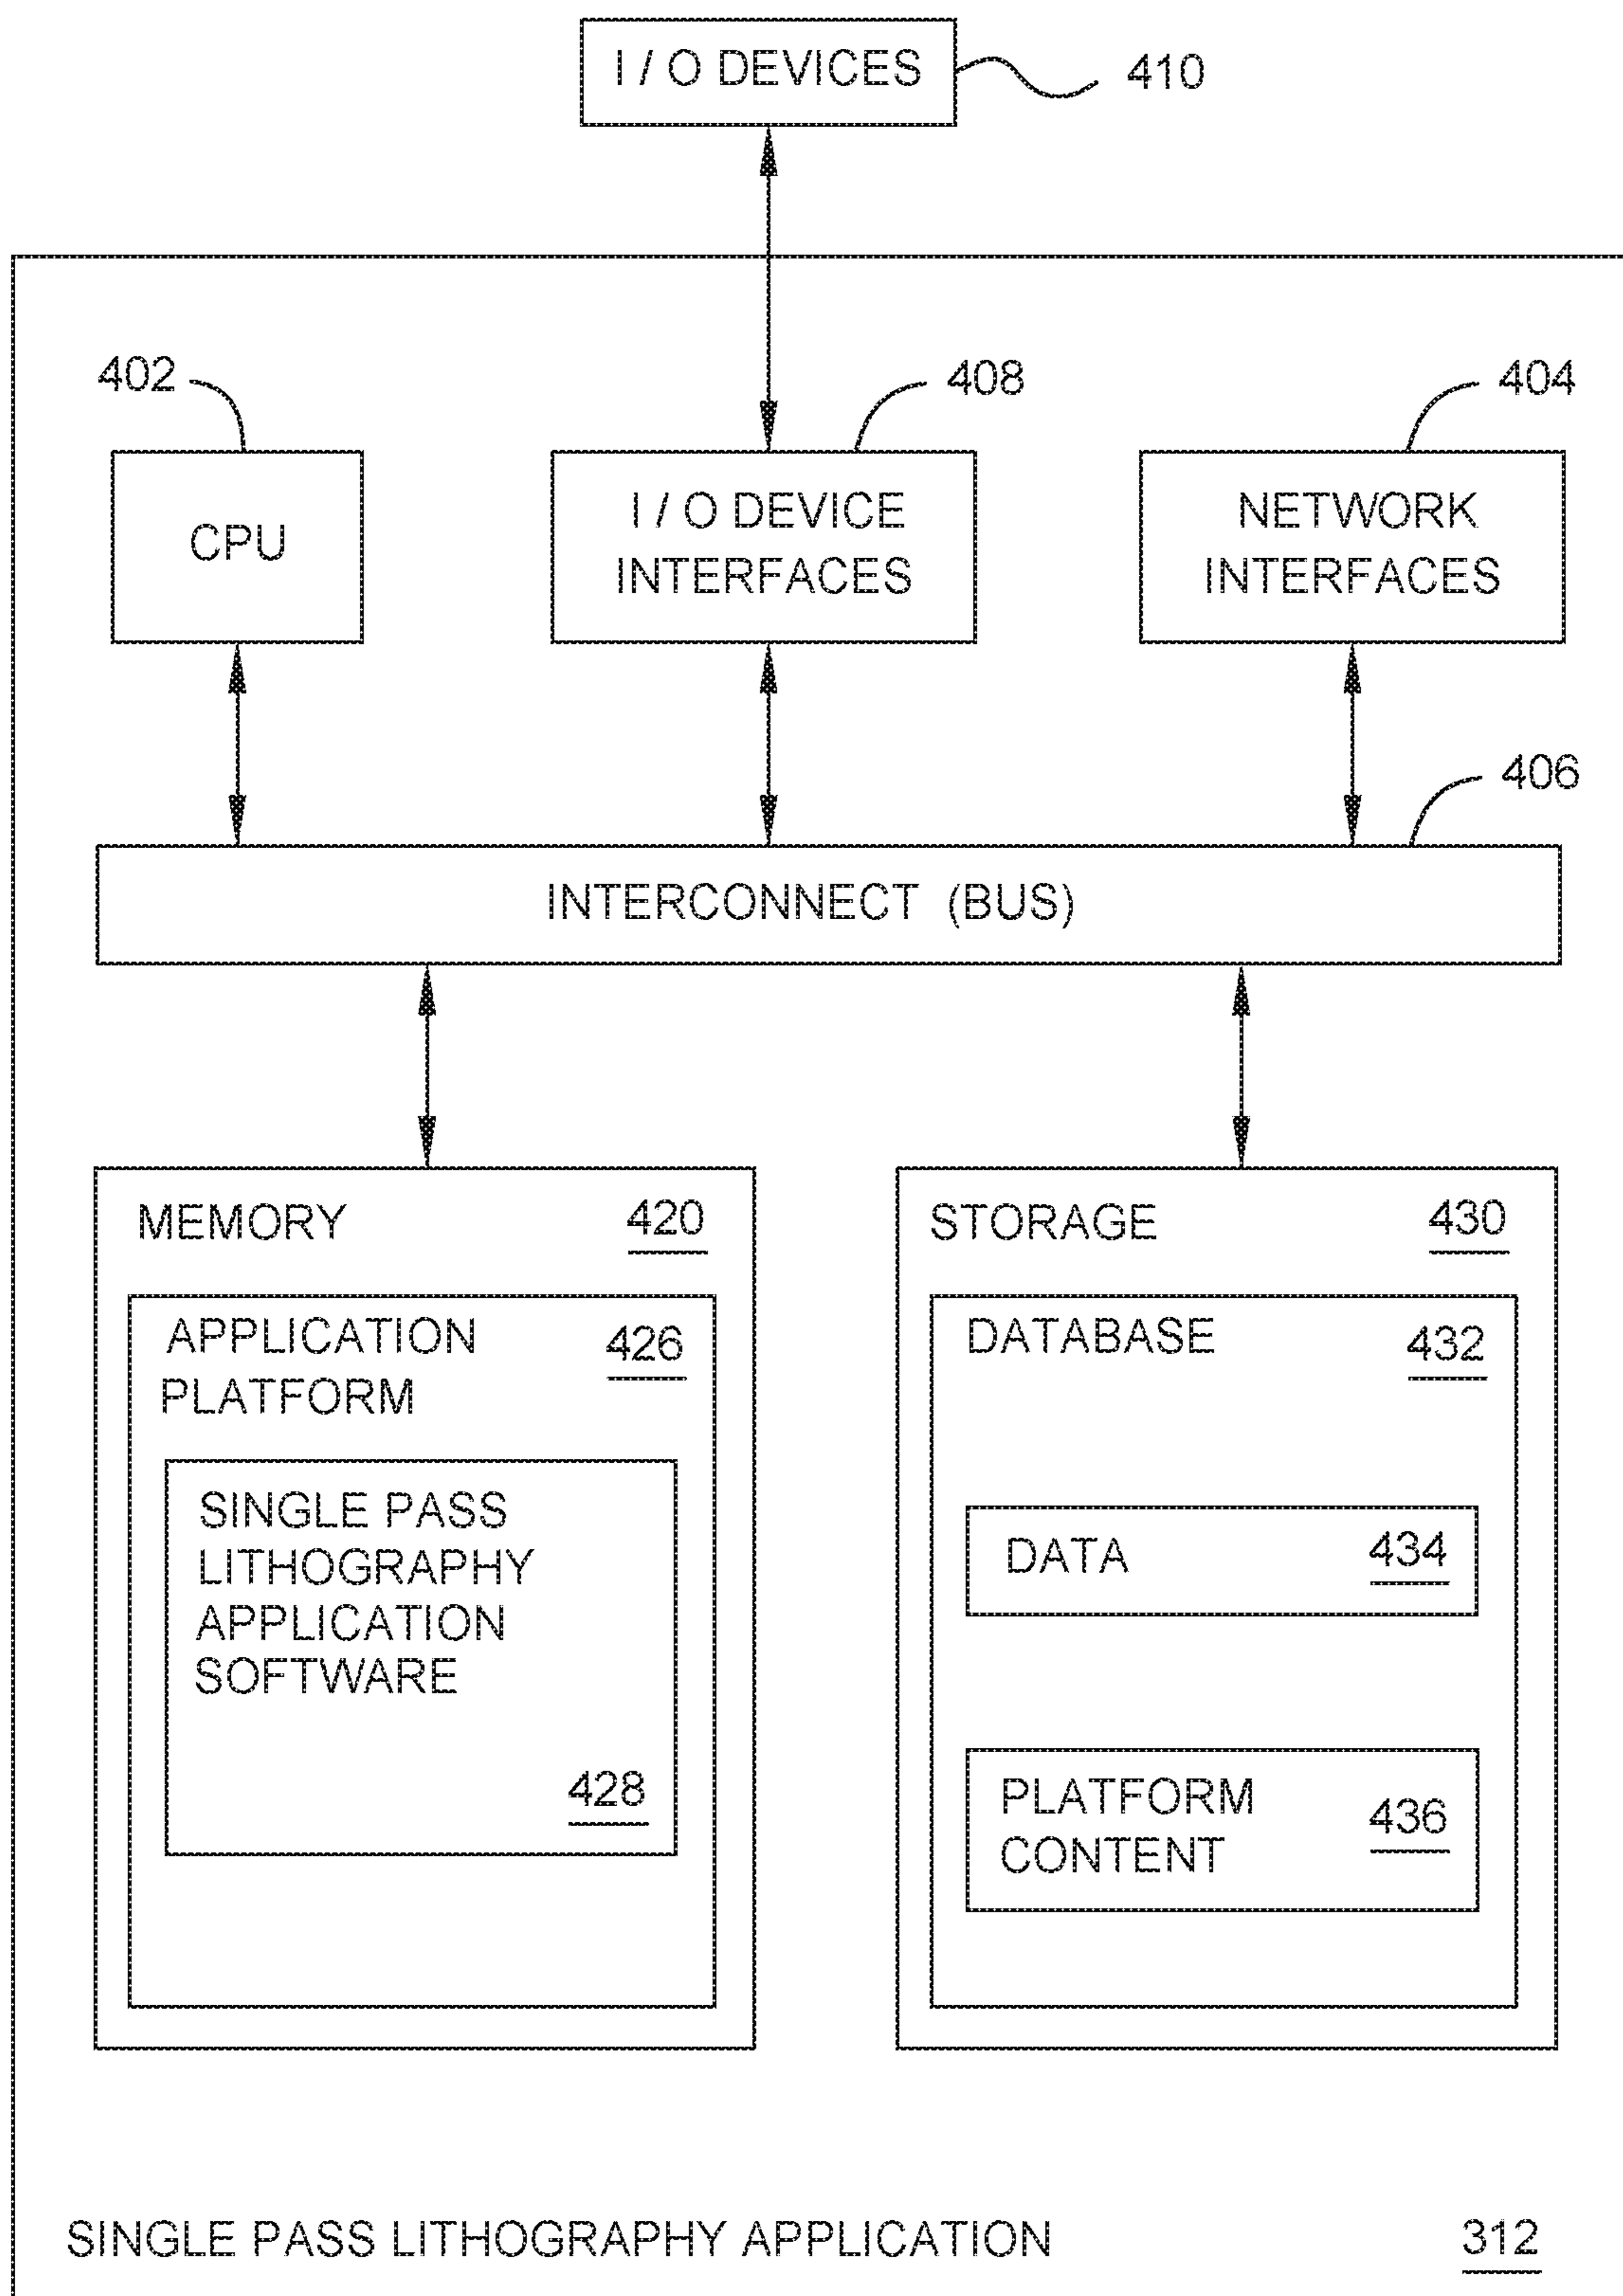 I / O DEVICES
410
402
408
404
CPU
I / O DEVICE
INTERFACES
NETWORK
INTERFACES
406
INTERCONNECT (BUS)
MEMORY 420
APPLICATION 426
PLATFORM
SINGLE PASS
LITHOGRAPHY
APPLICATION
SOFTWARE
428
STORAGE 430
DATABASE 432
DATA 434
PLATFORM
CONTENT
436
SINGLE PASS LITHOGRAPHY APPLICATION 312